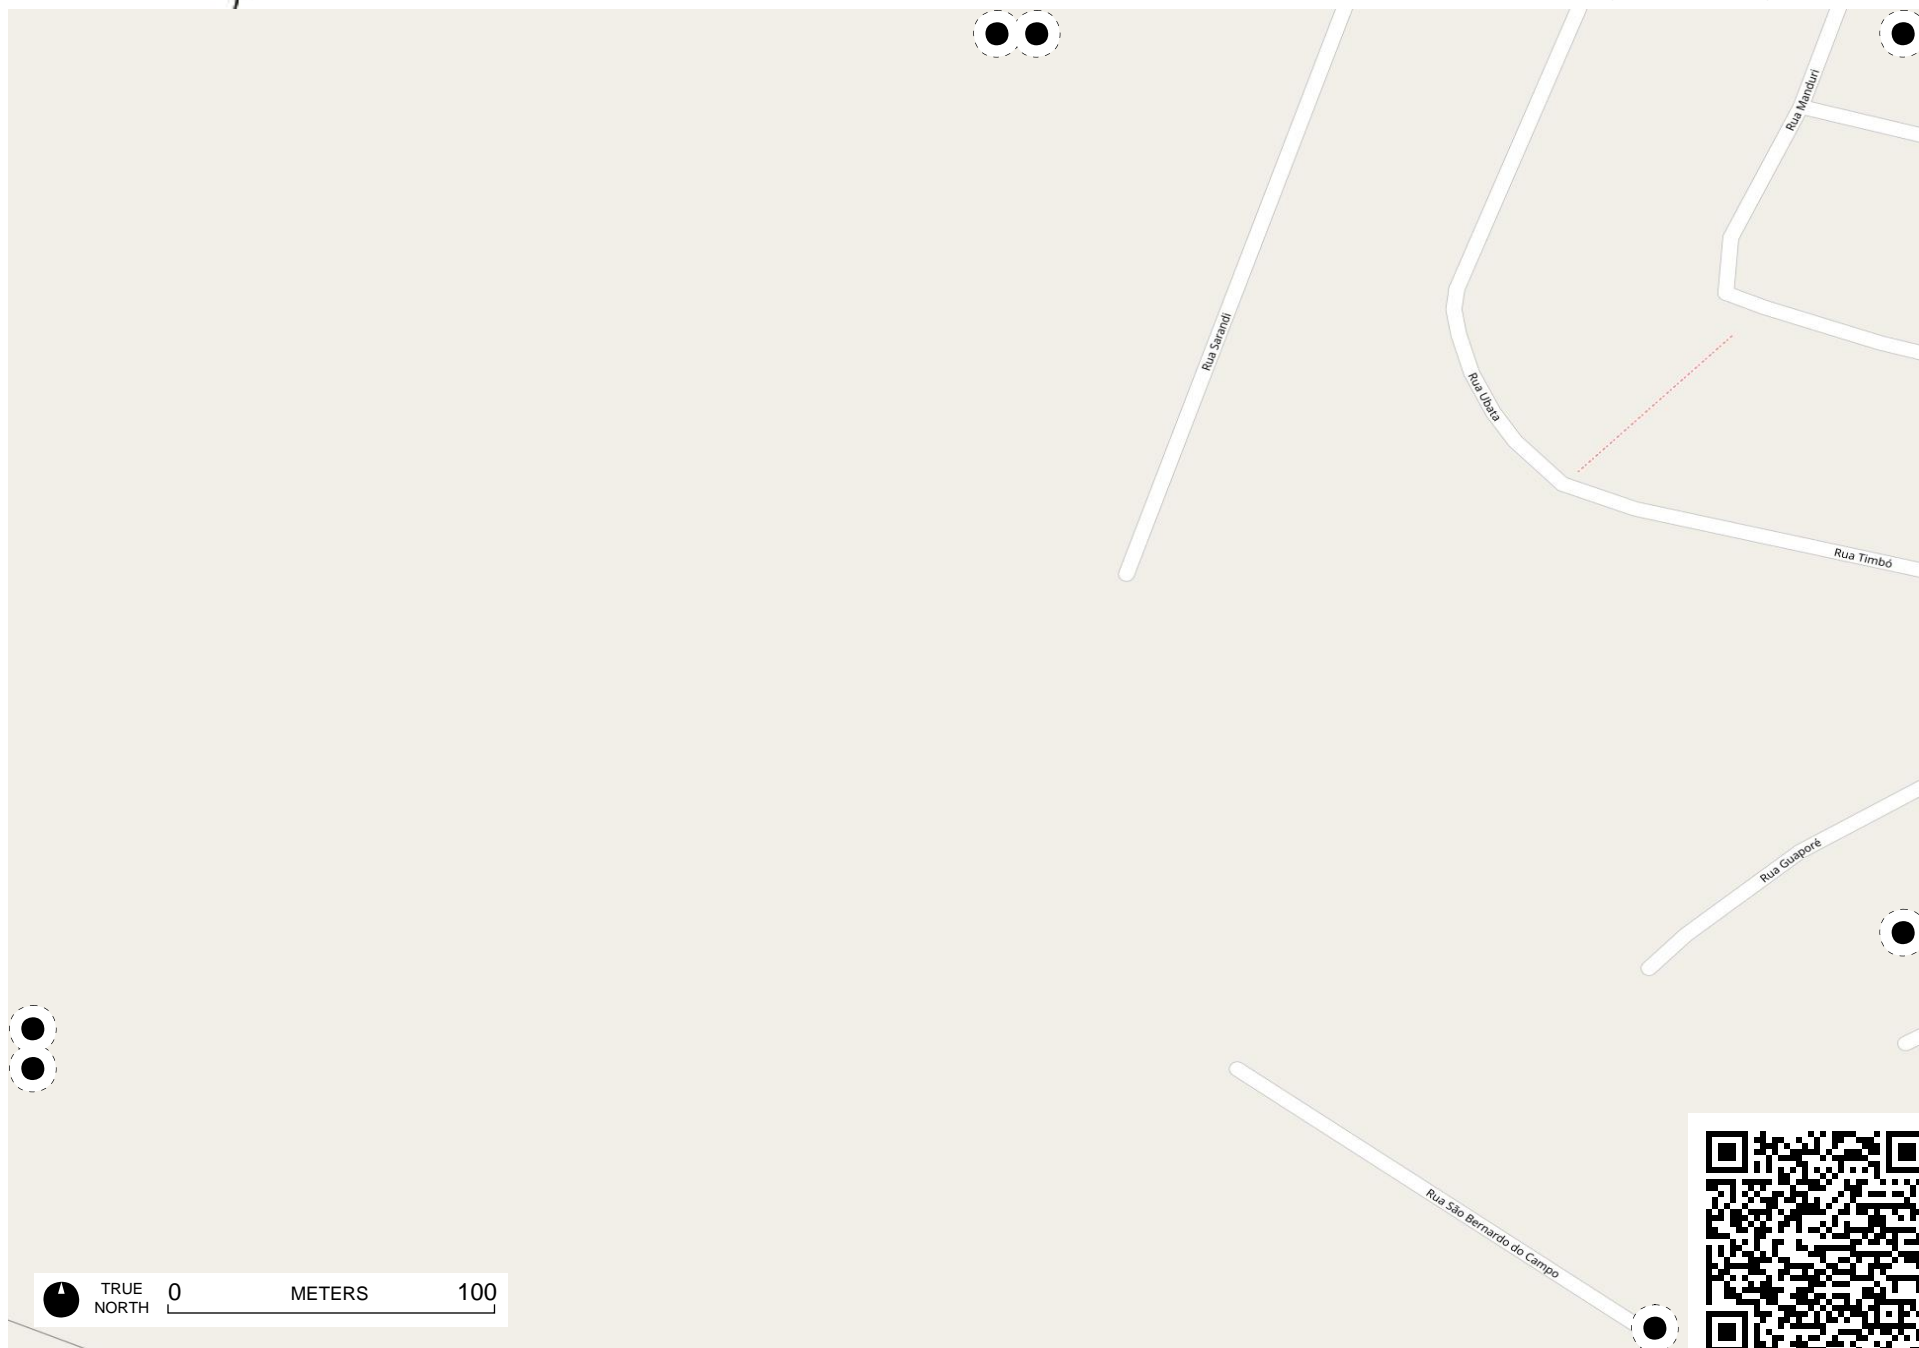 Rua Manduri
Rua Sarandi
Rua Ubata
Rua Timbó
Rua Guaporé
Rua São Bernardo do Campo
TRUE
NORTH
0 METERS 100